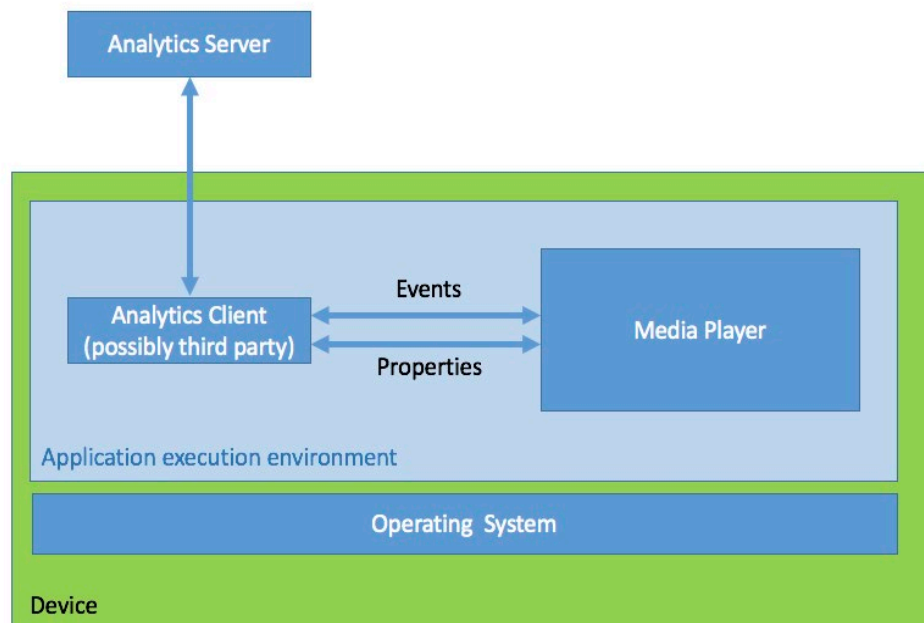 Analytics Server
Events
Analytics Client
(possibly third party)
Media Player
Properties
Application execution environment
Operating System
Device